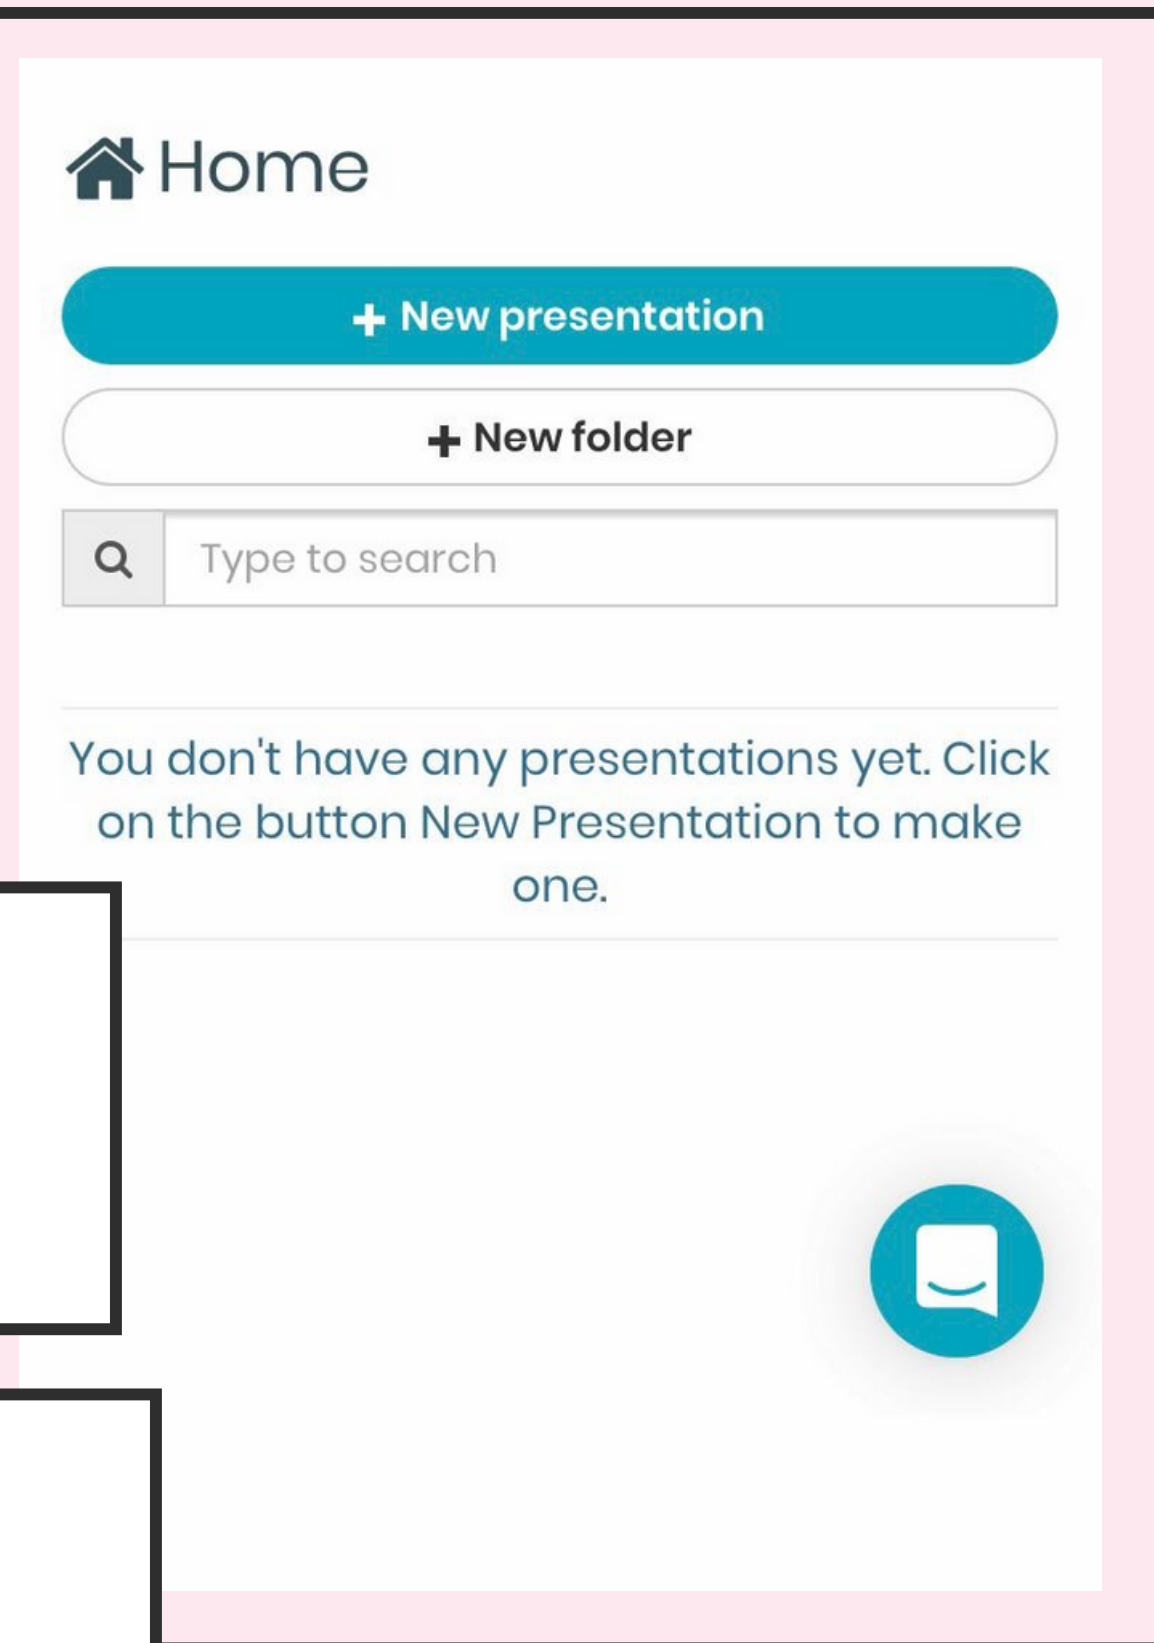 Home
+ New presentation
+ New folder
Type to search
You don't have any presentations yet. Click
on the button New Presentation to make
one.